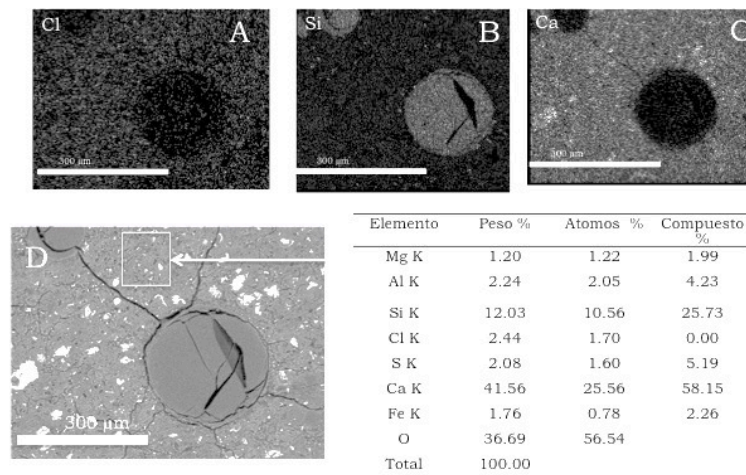 Cl
A
300 µm
Si
B
300 µm
Ca
C
300 µm
D
300 µm
Elemento Peso % Atomos % Compuesto %
Mg K 1.20 1.22 1.99
Al K 2.24 2.05 4.23
Si K 12.03 10.56 25.73
Cl K 2.44 1.70 0.00
S K 2.08 1.60 5.19
Ca K 41.56 25.56 58.15
Fe K 1.76 0.78 2.26
O 36.69 56.54
Total 100.00